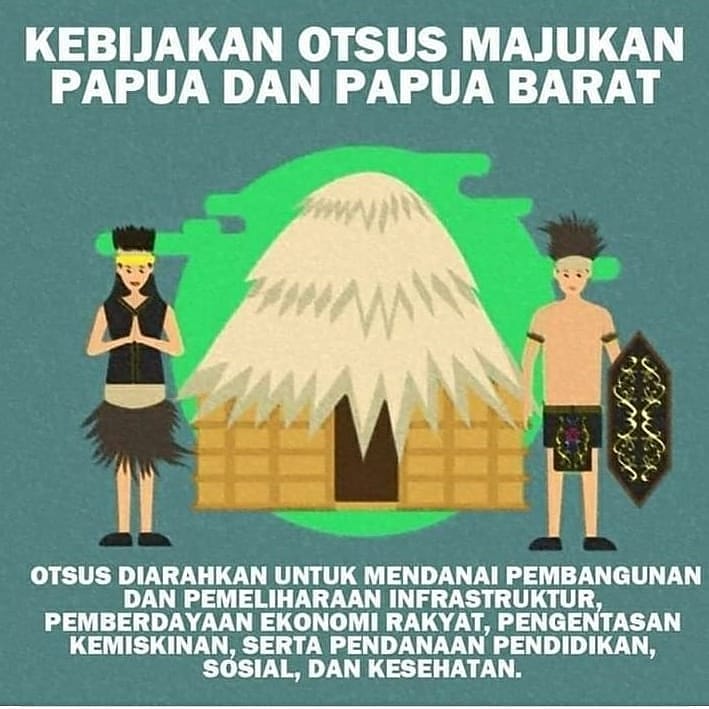 KEBIJAKAN OTSUS MAJUKAN
PAPUA DAN PAPUA BARAT
OTSUS DIARAHKAN UNTUK MENDANAI PEMBANGUNAN
DAN PEMELIHARAAN INFRASTRUKTUR,
PEMBERDAYAAN EKONOMI RAKYAT, PENGENTASAN
KEMISKINAN, SERTA PENDANAAN PENDIDIKAN,
SOSIAL, DAN KESEHATAN.